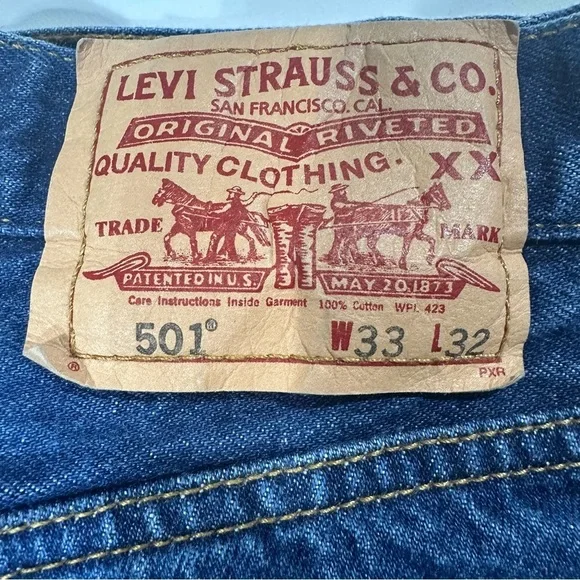 LEVI STRAUSS & CO.
SAN FRANCISCO. CAL.
ORIGINAL RIVETED
QUALITY CLOTHING. XX
TRADE MARK
PATENTED IN U.S. MAY 20, 1873
Care Instructions Inside Garment 100% Cotton WPL 423
501® W33 L32
® PXR